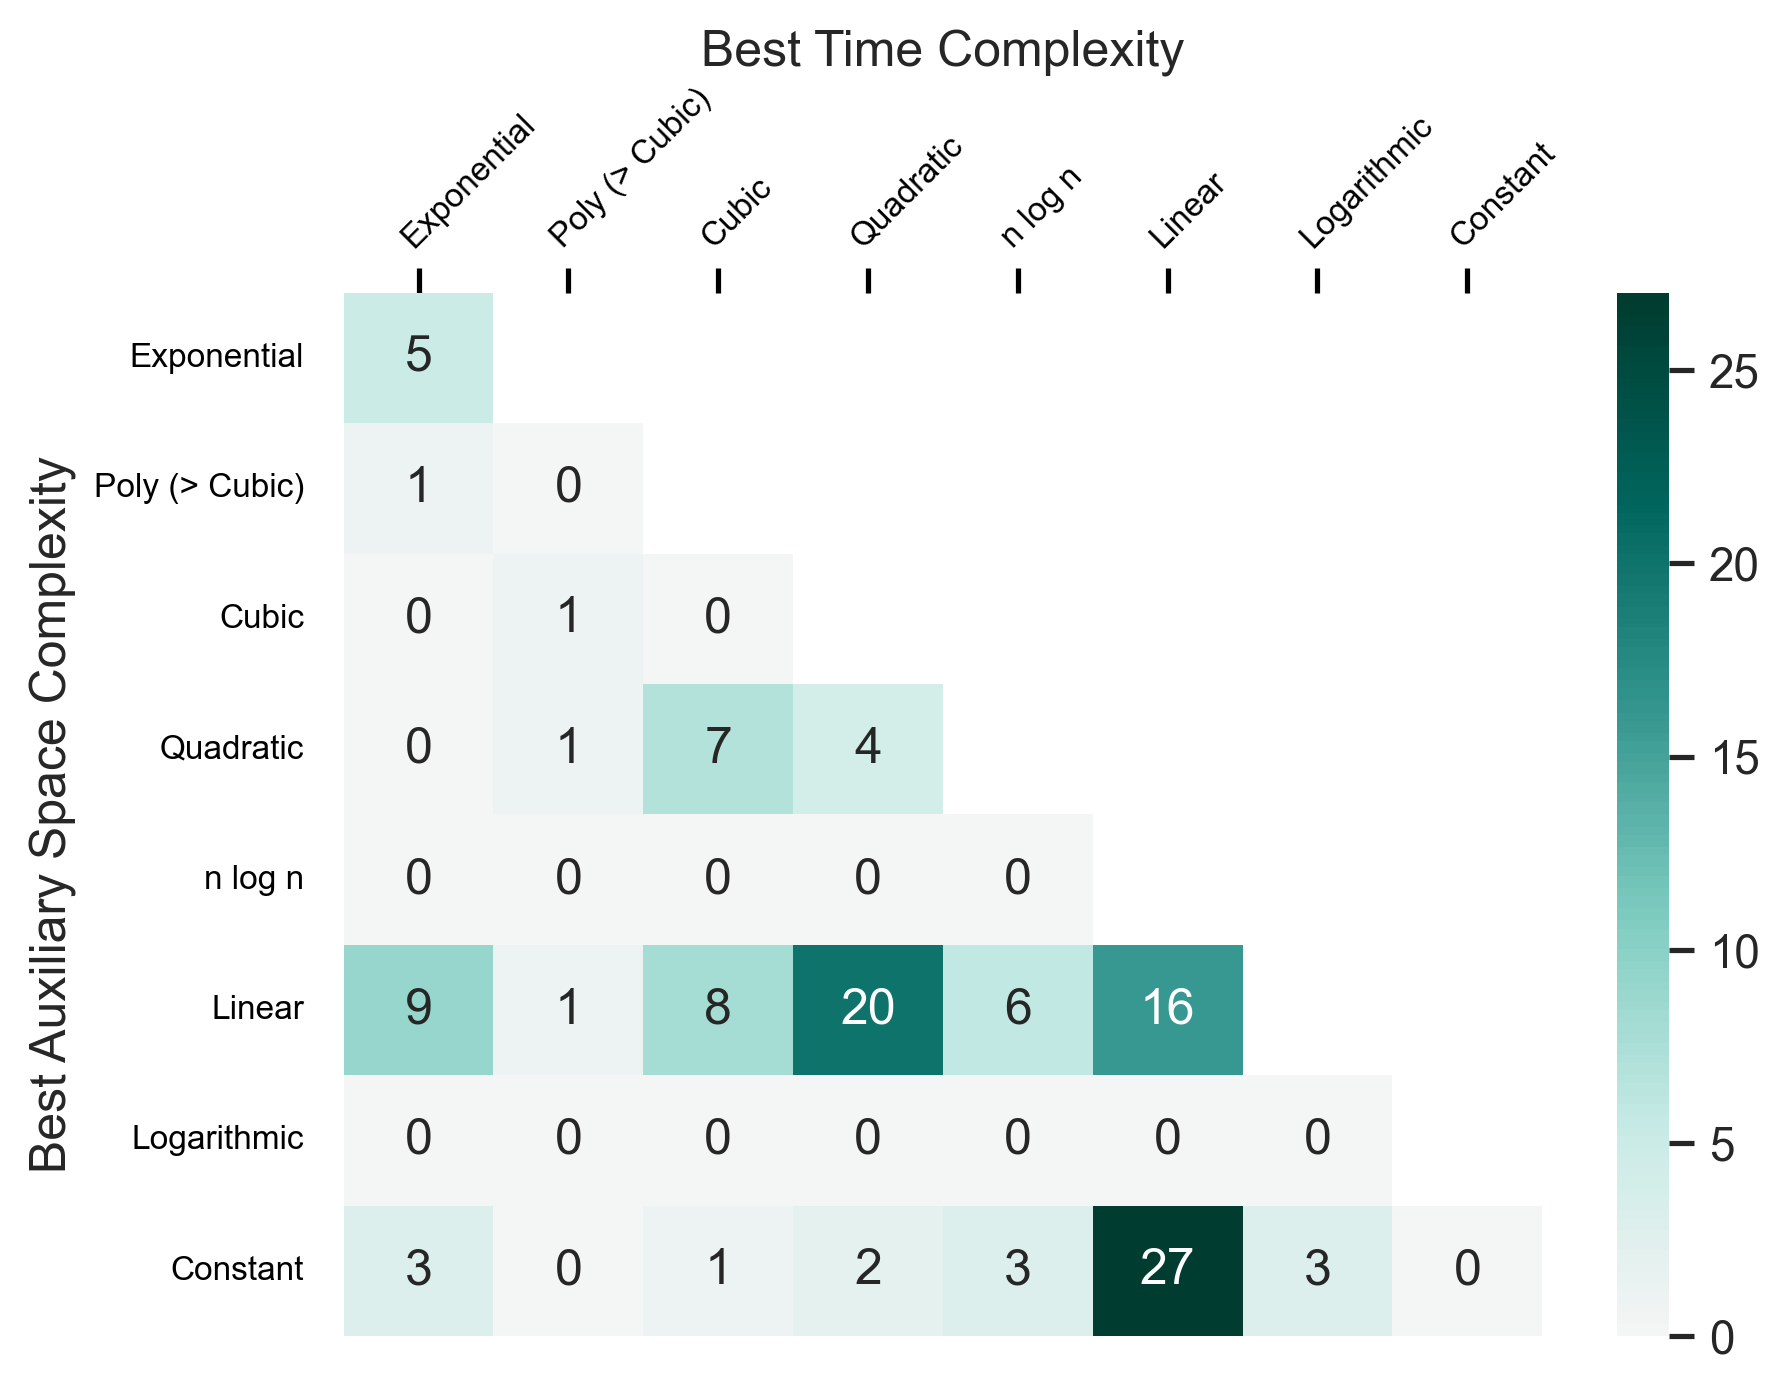 Best Time Complexity
Exponential
Poly (> Cubic)
Cubic
Quadratic
n log n
Linear
Logarithmic
Constant
Best Auxiliary Space Complexity
Exponential 5
Poly (> Cubic) 1 0
Cubic 0 1 0
Quadratic 0 1 7 4
n log n 0 0 0 0 0
Linear 9 1 8 20 6 16
Logarithmic 0 0 0 0 0 0 0
Constant 3 0 1 2 3 27 3 0
25
20
15
10
5
0